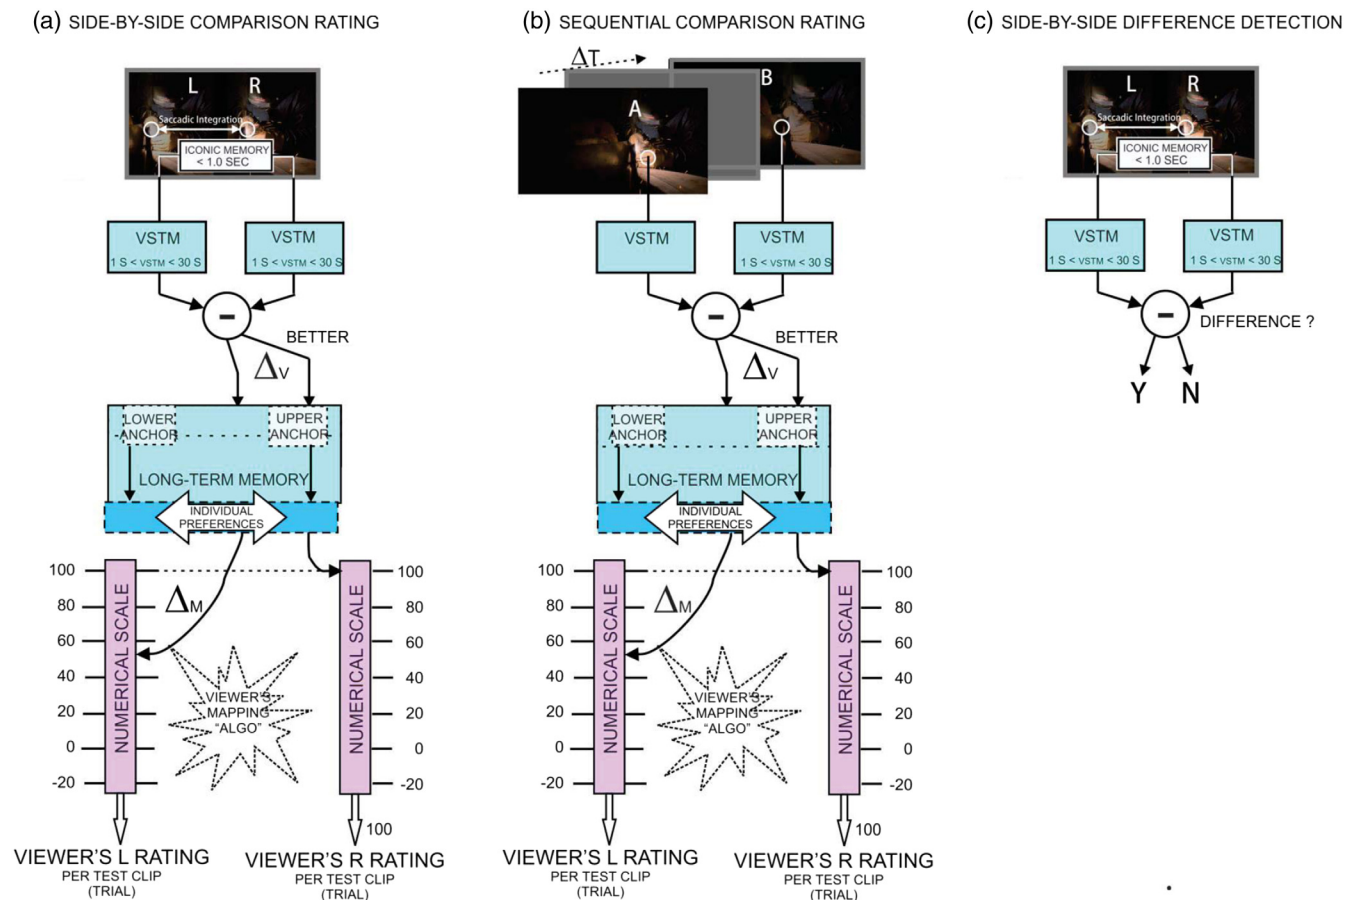 (a) SIDE-BY-SIDE COMPARISON RATING
L R
Saccadic Integration
ICONIC MEMORY
< 1.0 SEC
VSTM
1 S < VSTM < 30 S
VSTM
1 S < VSTM < 30 S
-
BETTER
ΔV
LOWER
ANCHOR
UPPER
ANCHOR
LONG-TERM MEMORY
INDIVIDUAL
PREFERENCES
100
80
60
40
20
0
-20
NUMERICAL SCALE
ΔM
VIEWER'S
MAPPING
“ALGO”
NUMERICAL SCALE
100
80
60
40
20
0
-20
100
VIEWER'S L RATING
PER TEST CLIP
(TRIAL)
VIEWER'S R RATING
PER TEST CLIP
(TRIAL)
(b) SEQUENTIAL COMPARISON RATING
ΔT
A
B
VSTM
VSTM
1 S < VSTM < 30 S
-
BETTER
ΔV
LOWER
ANCHOR
UPPER
ANCHOR
LONG-TERM MEMORY
INDIVIDUAL
PREFERENCES
100
80
60
40
20
0
-20
NUMERICAL SCALE
ΔM
VIEWER'S
MAPPING
“ALGO”
NUMERICAL SCALE
100
80
60
40
20
0
-20
100
VIEWER'S L RATING
PER TEST CLIP
(TRIAL)
VIEWER'S R RATING
PER TEST CLIP
(TRIAL)
(c) SIDE-BY-SIDE DIFFERENCE DETECTION
L R
Saccadic Integration
ICONIC MEMORY
< 1.0 SEC
VSTM
1 S < VSTM < 30 S
VSTM
1 S < VSTM < 30 S
-
DIFFERENCE ?
Y N